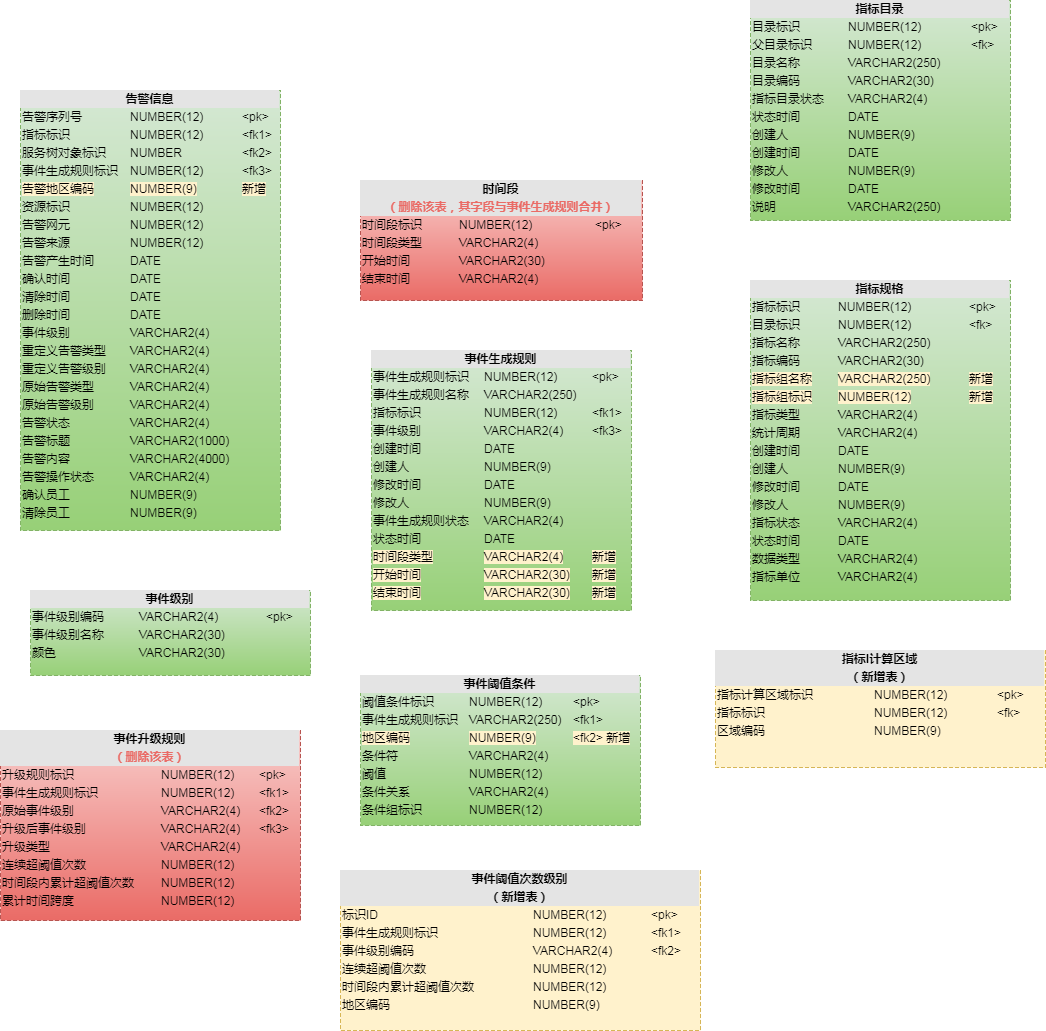 告警信息
告警序列号 NUMBER(12) <pk>
指标标识 NUMBER(12) <fk1>
服务树对象标识 NUMBER <fk2>
事件生成规则标识 NUMBER(12) <fk3>
告警地区编码 NUMBER(9) 新增
资源标识 NUMBER(12)
告警网元 NUMBER(12)
告警来源 NUMBER(12)
告警产生时间 DATE
确认时间 DATE
清除时间 DATE
删除时间 DATE
事件级别 VARCHAR2(4)
重定义告警类型 VARCHAR2(4)
重定义告警级别 VARCHAR2(4)
原始告警类型 VARCHAR2(4)
原始告警级别 VARCHAR2(4)
告警状态 VARCHAR2(4)
告警标题 VARCHAR2(1000)
告警内容 VARCHAR2(4000)
告警操作状态 VARCHAR2(4)
确认员工 NUMBER(9)
清除员工 NUMBER(9)
事件级别
事件级别编码 VARCHAR2(4) <pk>
事件级别名称 VARCHAR2(30)
颜色 VARCHAR2(30)
事件升级规则
（删除该表）
升级规则标识 NUMBER(12) <pk>
事件生成规则标识 NUMBER(12) <fk1>
原始事件级别 VARCHAR2(4) <fk2>
升级后事件级别 VARCHAR2(4) <fk3>
升级类型 VARCHAR2(4)
连续超阈值次数 NUMBER(12)
时间段内累计超阈值次数 NUMBER(12)
累计时间跨度 NUMBER(12)
时间段
（删除该表，其字段与事件生成规则合并）
时间段标识 NUMBER(12) <pk>
时间段类型 VARCHAR2(4)
开始时间 VARCHAR2(30)
结束时间 VARCHAR2(4)
事件生成规则
事件生成规则标识 NUMBER(12) <pk>
事件生成规则名称 VARCHAR2(250)
指标标识 NUMBER(12) <fk1>
事件级别 VARCHAR2(4) <fk3>
创建时间 DATE
创建人 NUMBER(9)
修改时间 DATE
修改人 NUMBER(9)
事件生成规则状态 VARCHAR2(4)
状态时间 DATE
时间段类型 VARCHAR2(4) 新增
开始时间 VARCHAR2(30) 新增
结束时间 VARCHAR2(30) 新增
事件阈值条件
阈值条件标识 NUMBER(12) <pk>
事件生成规则标识 VARCHAR2(250) <fk1>
地区编码 NUMBER(9) <fk2> 新增
条件符 VARCHAR2(4)
阈值 NUMBER(12)
条件关系 VARCHAR2(4)
条件组标识 NUMBER(12)
事件阈值次数级别
（新增表）
标识ID NUMBER(12) <pk>
事件生成规则标识 NUMBER(12) <fk1>
事件级别编码 VARCHAR2(4) <fk2>
连续超阈值次数 NUMBER(12)
时间段内累计超阈值次数 NUMBER(12)
地区编码 NUMBER(9)
指标目录
目录标识 NUMBER(12) <pk>
父目录标识 NUMBER(12) <fk>
目录名称 VARCHAR2(250)
目录编码 VARCHAR2(30)
指标目录状态 VARCHAR2(4)
状态时间 DATE
创建人 NUMBER(9)
创建时间 DATE
修改人 NUMBER(9)
修改时间 DATE
说明 VARCHAR2(250)
指标规格
指标标识 NUMBER(12) <pk>
目录标识 NUMBER(12) <fk>
指标名称 VARCHAR2(250)
指标编码 VARCHAR2(30)
指标组名称 VARCHAR2(250) 新增
指标组标识 NUMBER(12) 新增
指标类型 VARCHAR2(4)
统计周期 VARCHAR2(4)
创建时间 DATE
创建人 NUMBER(9)
修改时间 DATE
修改人 NUMBER(9)
指标状态 VARCHAR2(4)
状态时间 DATE
数据类型 VARCHAR2(4)
指标单位 VARCHAR2(4)
指标I计算区域
（新增表）
指标计算区域标识 NUMBER(12) <pk>
指标标识 NUMBER(12) <fk>
区域编码 NUMBER(9)